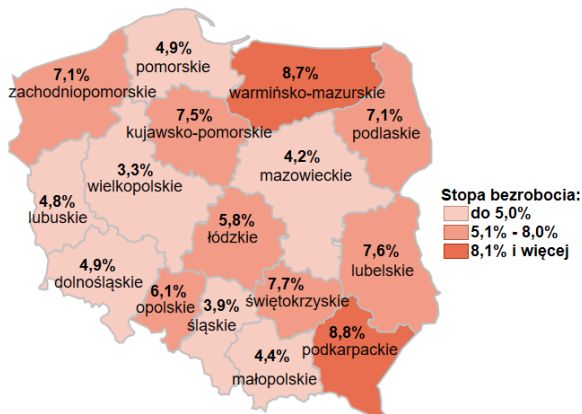 4,9%
pomorskie
7,1%
zachodniopomorskie
8,7%
warmińsko-mazurskie
7,5%
kujawsko-pomorskie
7,1%
podlaskie
3,3%
wielkopolskie
4,2%
mazowieckie
4,8%
lubuskie
5,8%
łódzkie
4,9%
dolnośląskie
7,6%
lubelskie
6,1%
opolskie
3,9%
śląskie
7,7%
świętokrzyskie
4,4%
małopolskie
8,8%
podkarpackie
Stopa bezrobocia:
do 5,0%
5,1% - 8,0%
8,1% i więcej